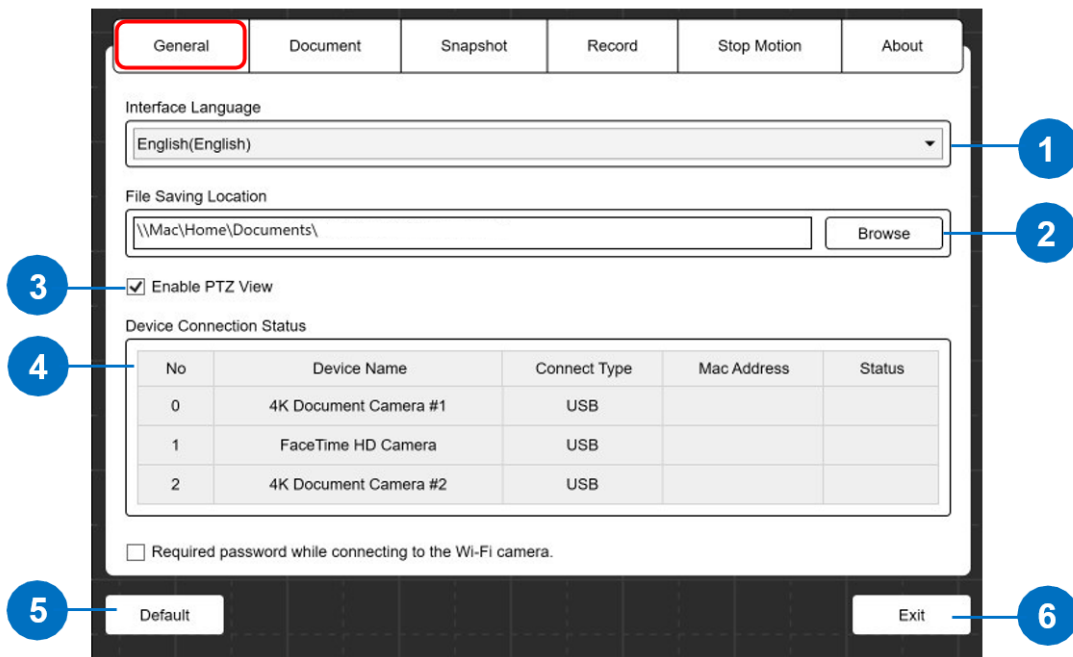 General Document Snapshot Record Stop Motion About
Interface Language
English(English)
1
File Saving Location
\\Mac\Home\Documents\ Browse
2
3
Enable PTZ View
Device Connection Status
4
No Device Name Connect Type Mac Address Status
0 4K Document Camera #1 USB
1 FaceTime HD Camera USB
2 4K Document Camera #2 USB
Required password while connecting to the Wi-Fi camera.
5
Default Exit
6